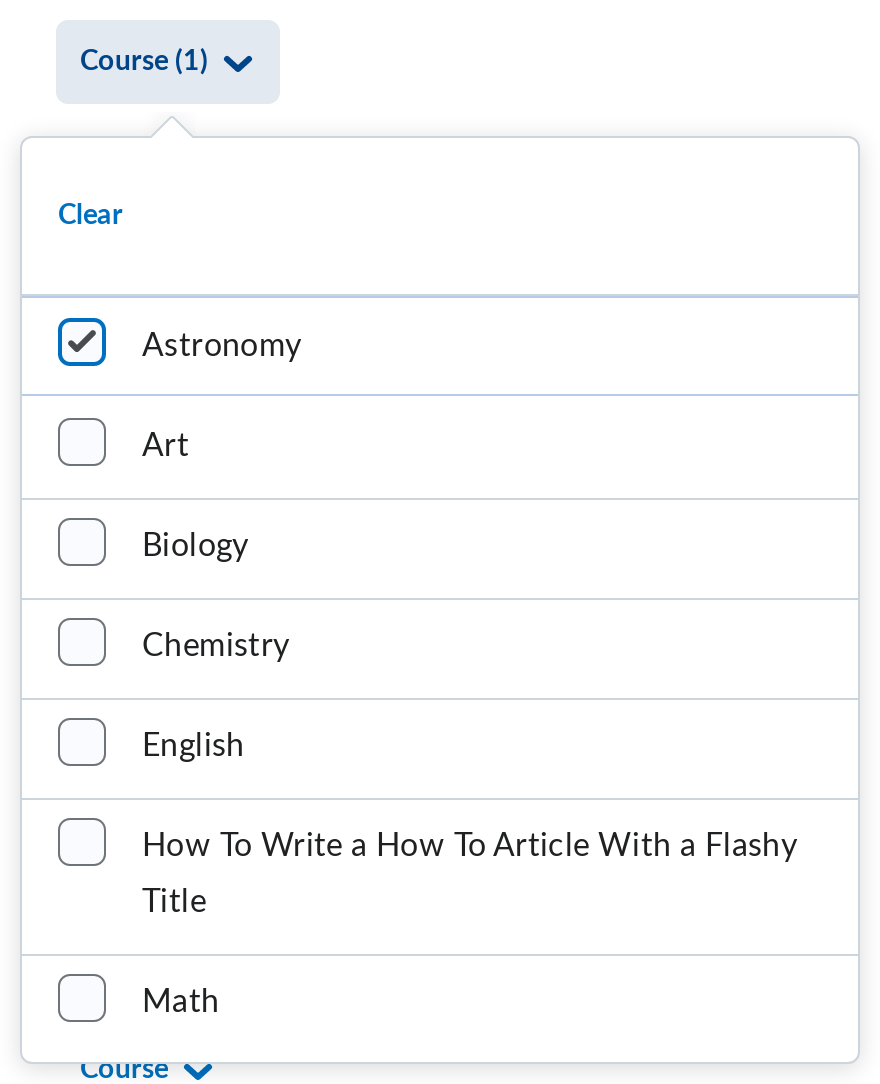 Course (1)
Clear
Astronomy
Art
Biology
Chemistry
English
How To Write a How To Article With a Flashy
Title
Math
Course